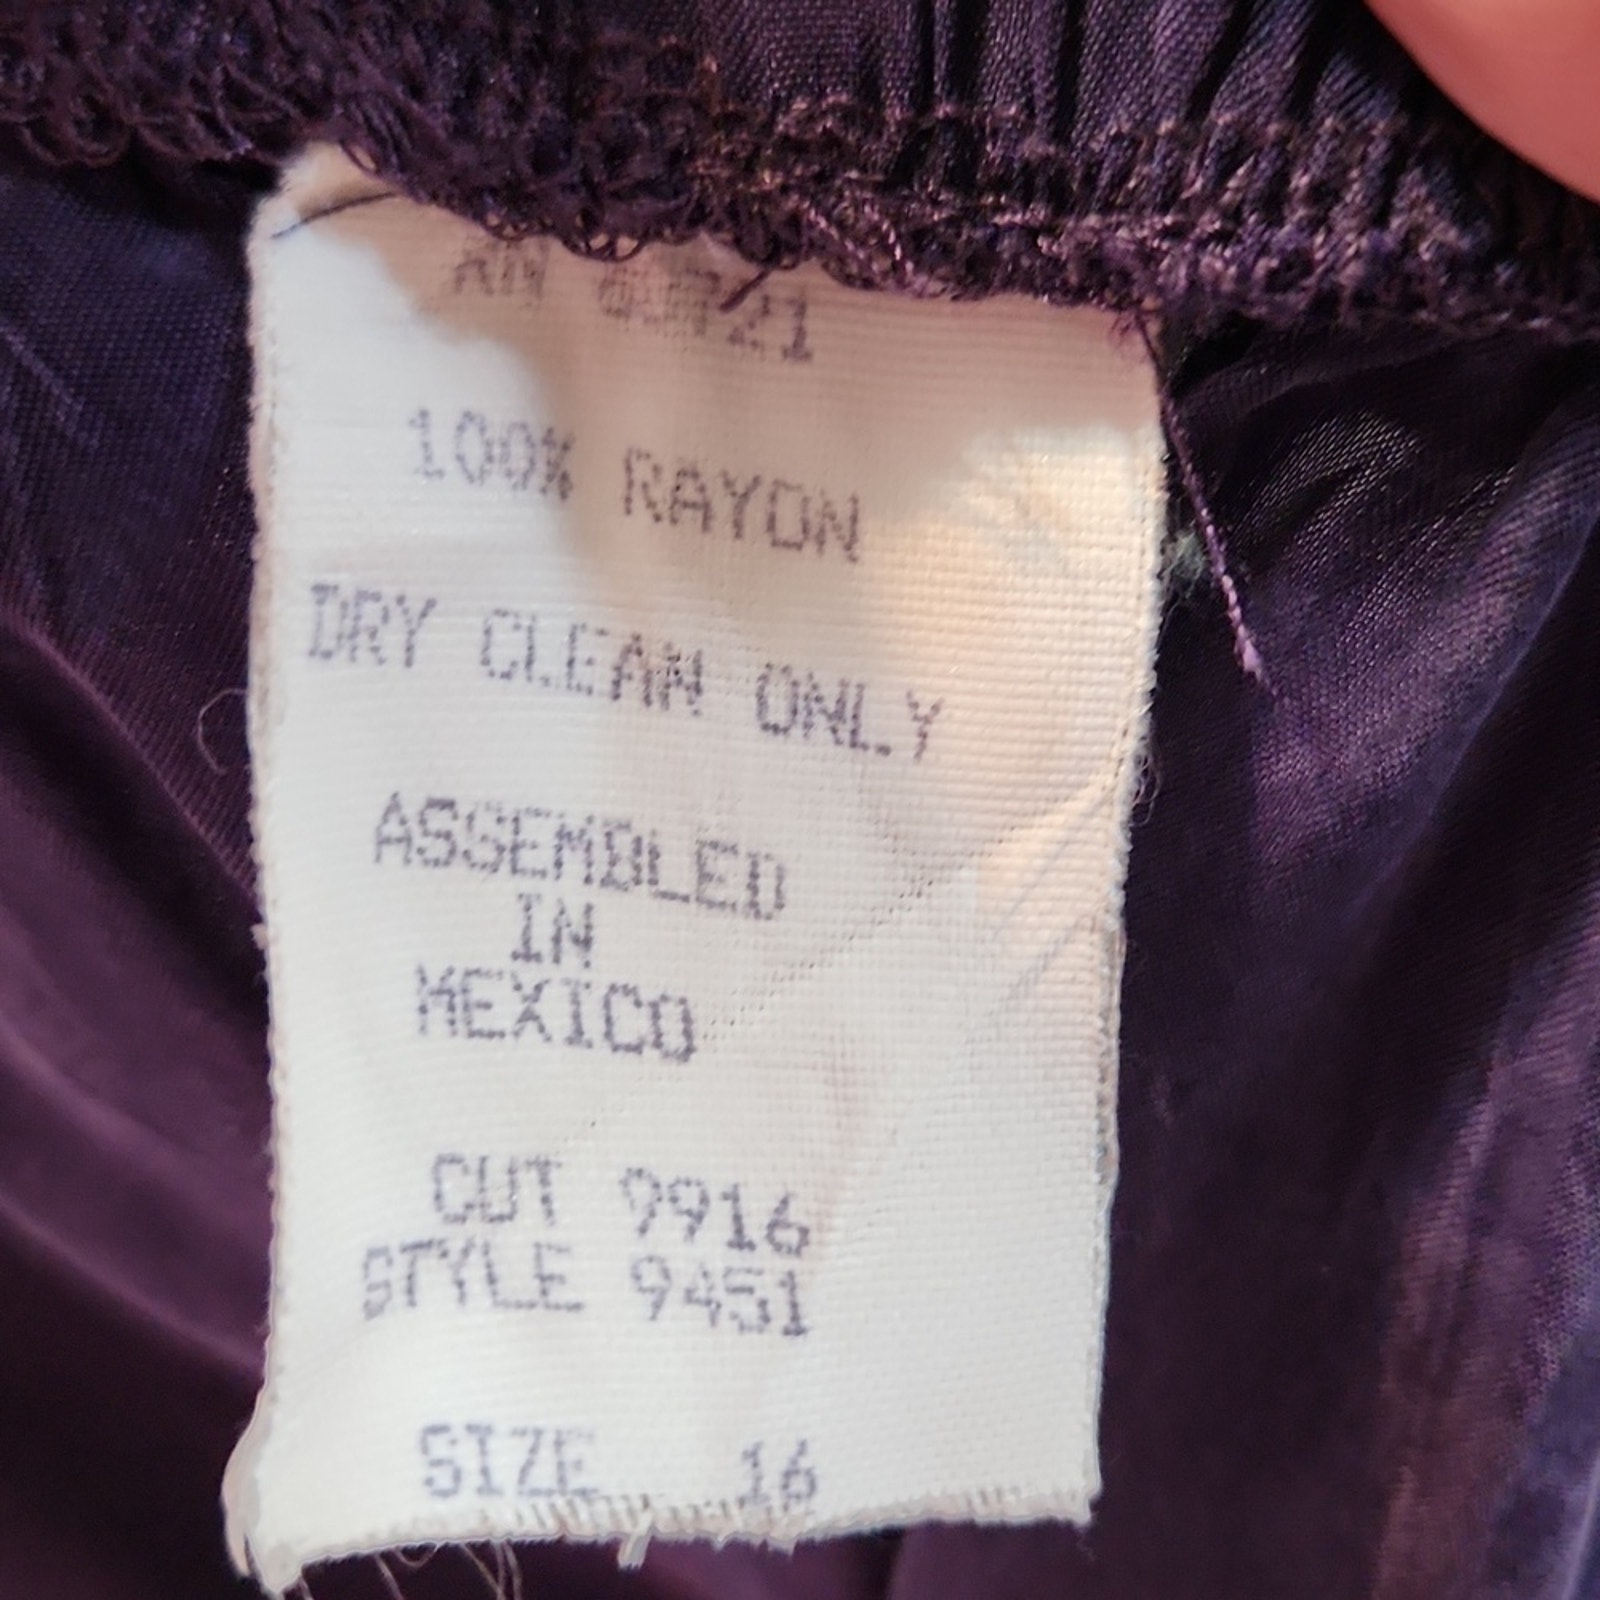 100% RAYON
DRY CLEAN ONLY
ASSEMBLED
IN
MEXICO
CUT 9916
STYLE 9451
SIZE 16